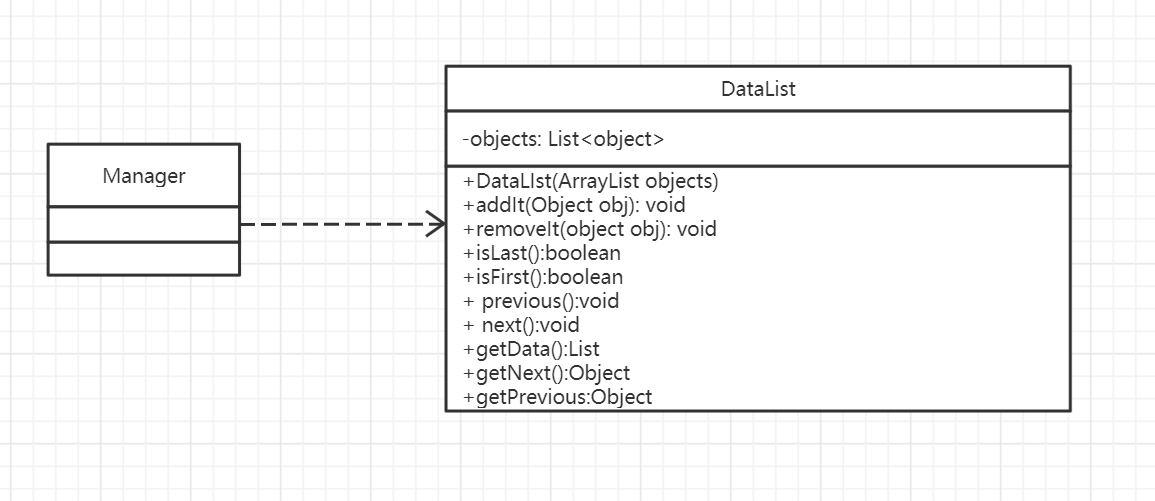 DataList
-objects: List<object>
Manager
+DataLIst(ArrayList objects)
+addIt(Object obj): void
+removeIt(object obj): void
+isLast():boolean
+isFirst():boolean
+ previous():void
+ next():void
+getData():List
+getNext():Object
+getPrevious:Object